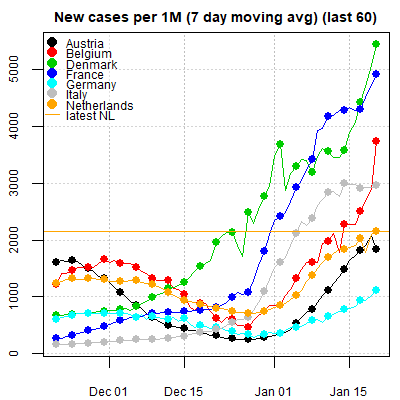 New cases per 1M (7 day moving avg) (last 60)
Austria
Belgium
Denmark
France
Germany
Italy
Netherlands
latest NL
5000
4000
3000
2000
1000
0
Dec 01 Dec 15 Jan 01 Jan 15